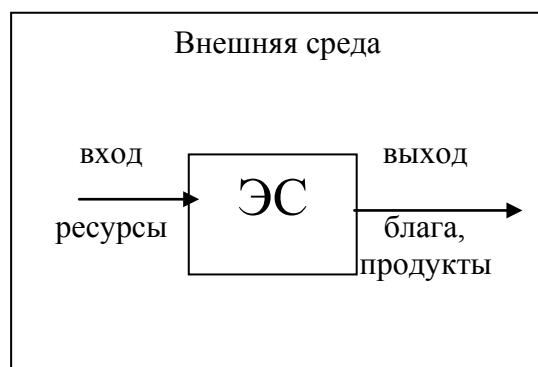 Внешняя среда
вход
ресурсы
ЭС
выход
блага,
продукты